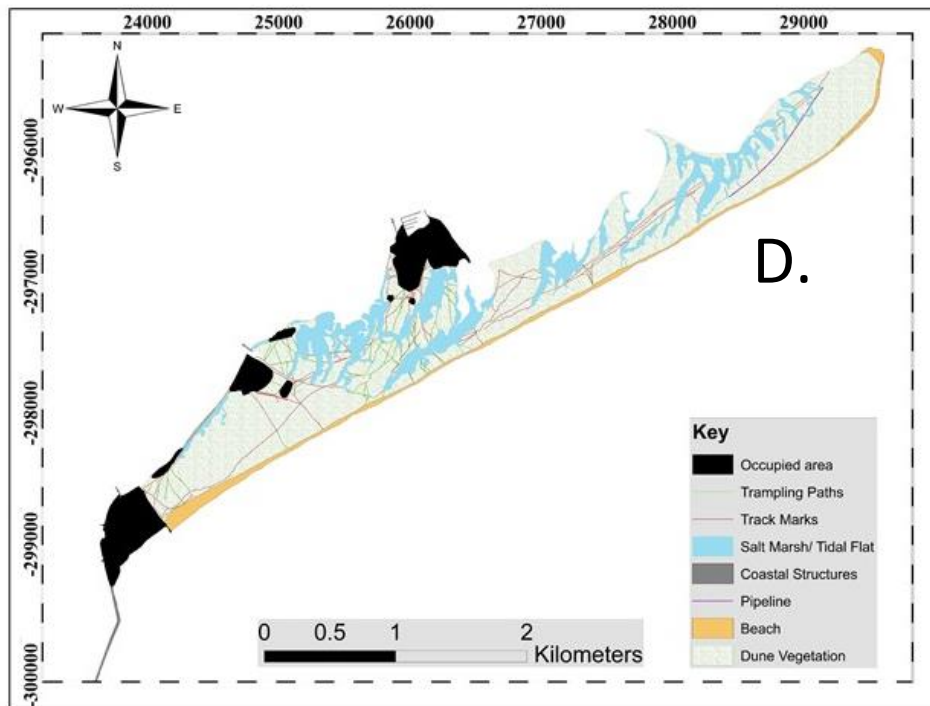 24000 25000 26000 27000 28000 29000
N
W E
S
-296000
-297000
-298000
-299000
-300000
D.
Key
Occupied area
Trampling Paths
Track Marks
Salt Marsh/ Tidal Flat
Coastal Structures
Pipeline
Beach
Dune Vegetation
0 0.5 1 2
Kilometers